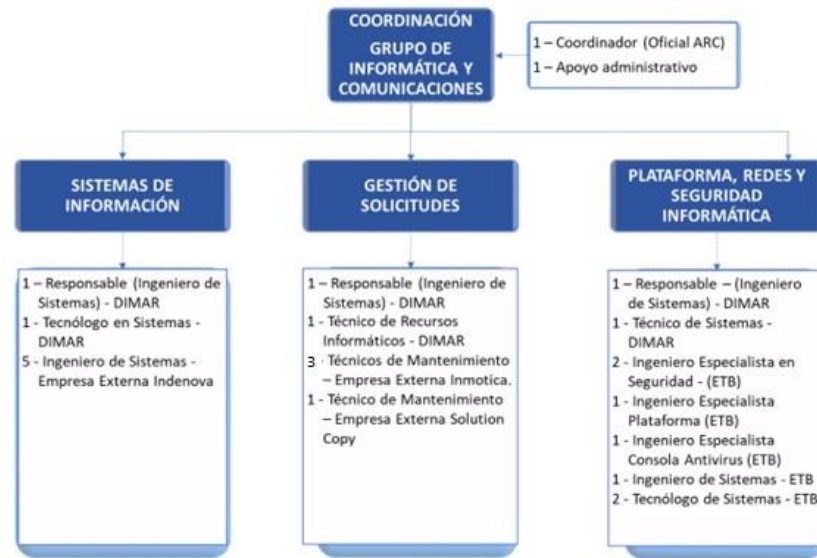 COORDINACIÓN
GRUPO DE
INFORMÁTICA Y
COMUNICACIONES
1 – Coordinador (Oficial ARC)
1 – Apoyo administrativo
SISTEMAS DE
INFORMACIÓN
1 – Responsable (Ingeniero de
Sistemas) - DIMAR
1 - Tecnólogo en Sistemas -
DIMAR
5 - Ingeniero de Sistemas -
Empresa Externa Indenova
GESTIÓN DE
SOLICITUDES
1 – Responsable (Ingeniero de
Sistemas) - DIMAR
1 - Técnico de Recursos
Informáticos - DIMAR
3 · Técnicos de Mantenimiento
– Empresa Externa Inmotica.
1 - Técnico de Mantenimiento
– Empresa Externa Solution
Copy
PLATAFORMA, REDES Y
SEGURIDAD
INFORMÁTICA
1 – Responsable – (Ingeniero
de Sistemas) - DIMAR
1 - Técnico de Sistemas -
DIMAR
2 - Ingeniero Especialista en
Seguridad - (ETB)
1 - Ingeniero Especialista
Plataforma (ETB)
1 - Ingeniero Especialista
Consola Antivirus (ETB)
1 - Ingeniero de Sistemas - ETB
2 - Tecnólogo de Sistemas - ETB